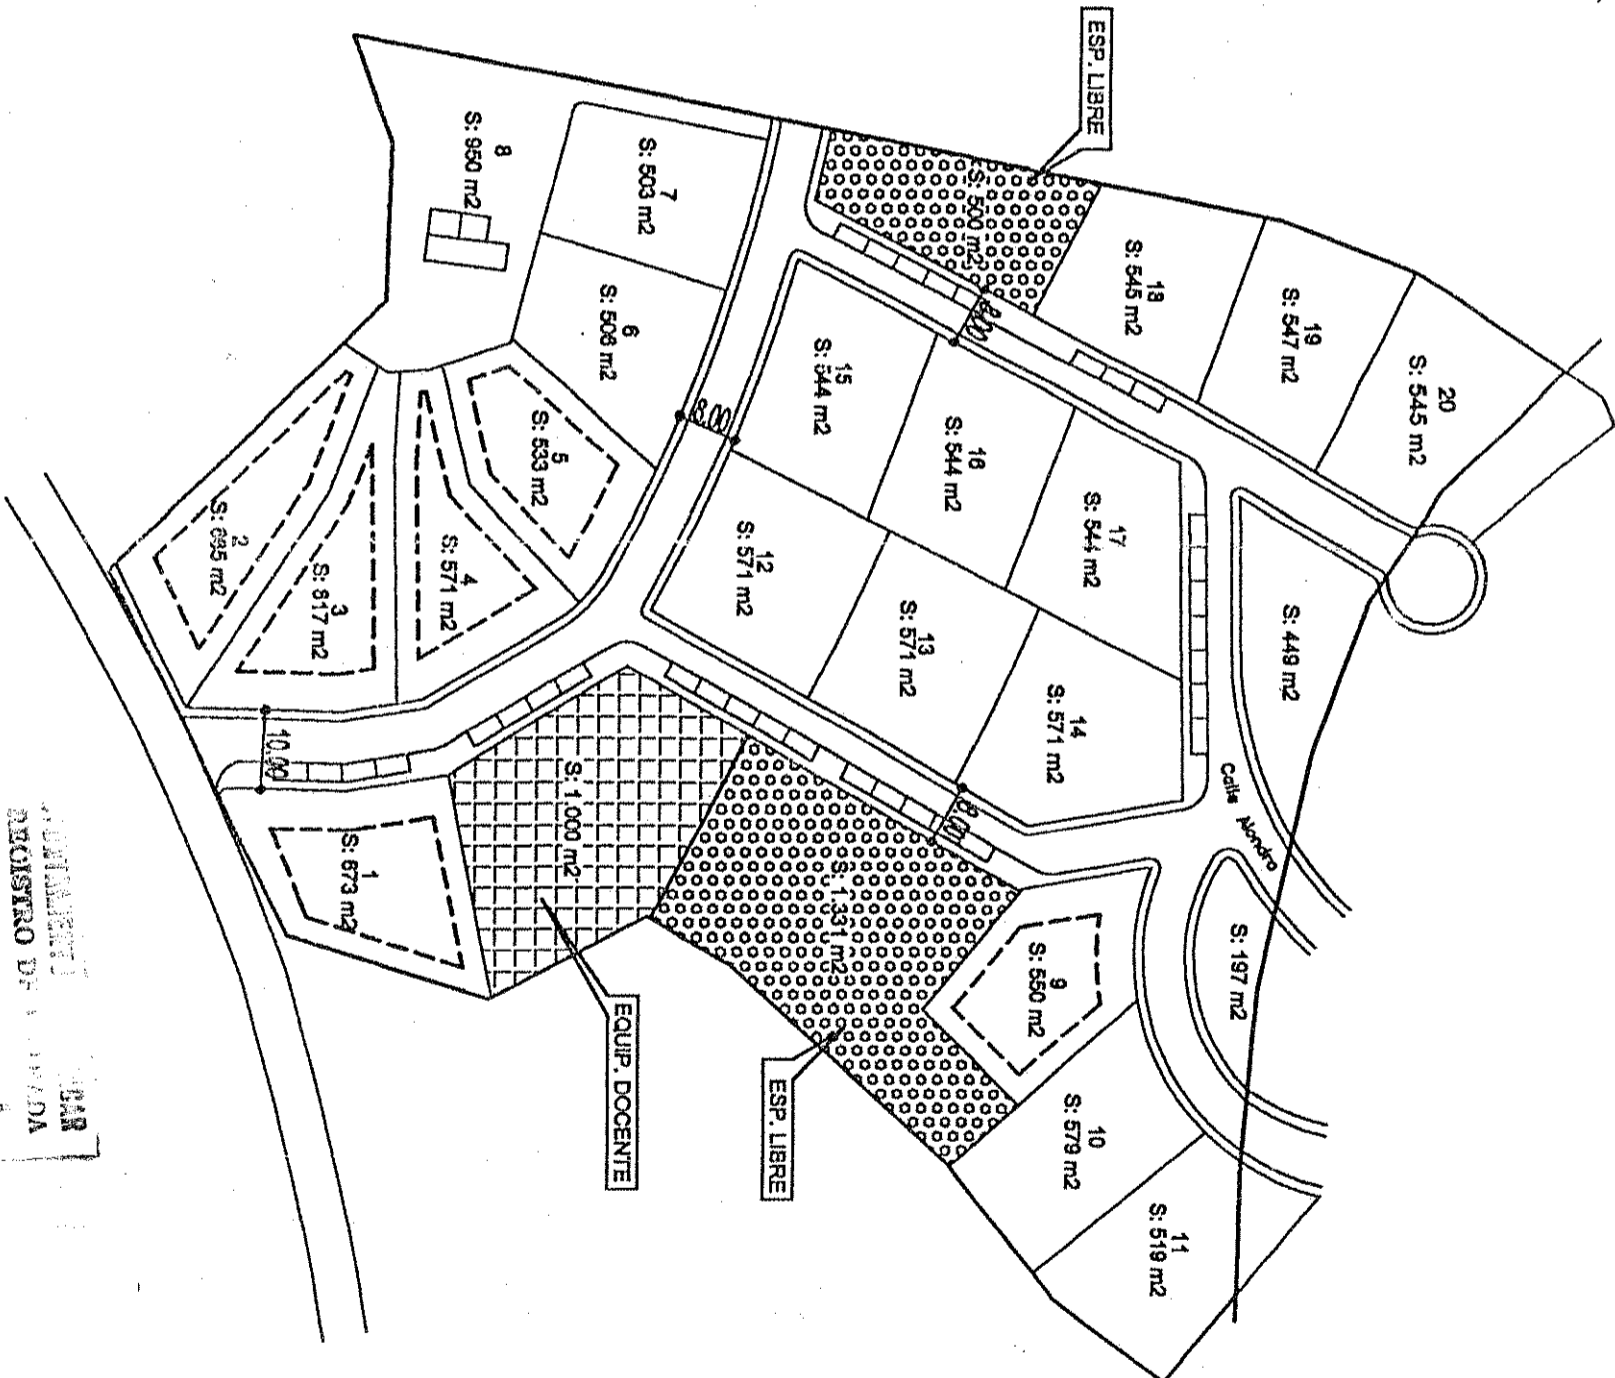 ESP. LIBRE
S: 500 m2
8
S: 950 m2
7
S: 503 m2
6
S: 506 m2
5
S: 533 m2
4
S: 571 m2
3
S: 817 m2
2
S: 695 m2
1
S: 673 m2
18
S: 545 m2
19
S: 547 m2
20
S: 545 m2
15
S: 544 m2
16
S: 544 m2
17
S: 544 m2
12
S: 571 m2
13
S: 571 m2
14
S: 571 m2
8.00
8.00
8.00
10.00
S: 449 m2
Calle
S: 197 m2
S: 1.000 m2
EQUIP. DOCENTE
S: 1.331 m2
ESP. LIBRE
9
S: 550 m2
10
S: 579 m2
11
S: 519 m2
REGISTRO DE